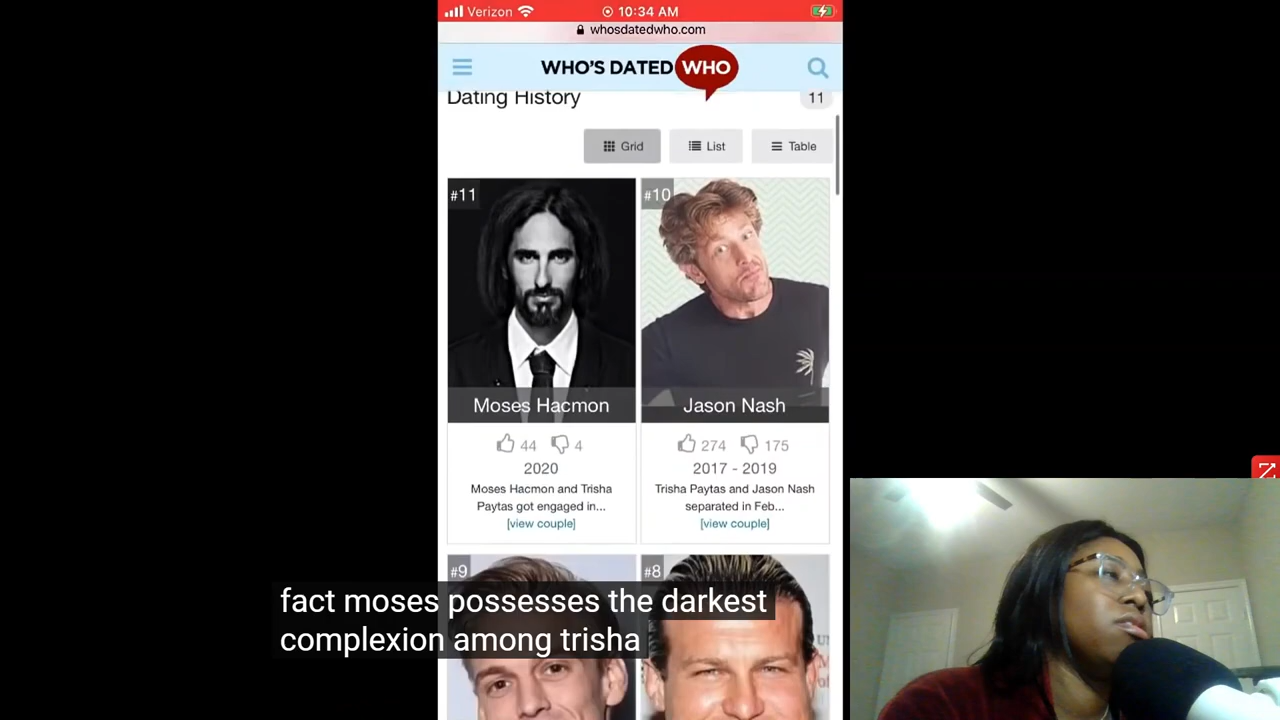 Verizon
10:34 AM
whosdatedwho.com
WHO'S DATED WHO
Dating History
11
Grid
List
Table
#11
#10
Moses Hacmon
Jason Nash
44
4
274
175
2020
2017 - 2019
Moses Hacmon and Trisha
Paytas got engaged in...
[view couple]
Trisha Paytas and Jason Nash
separated in Feb...
[view couple]
#9
#8
fact moses possesses the darkest
complexion among trisha